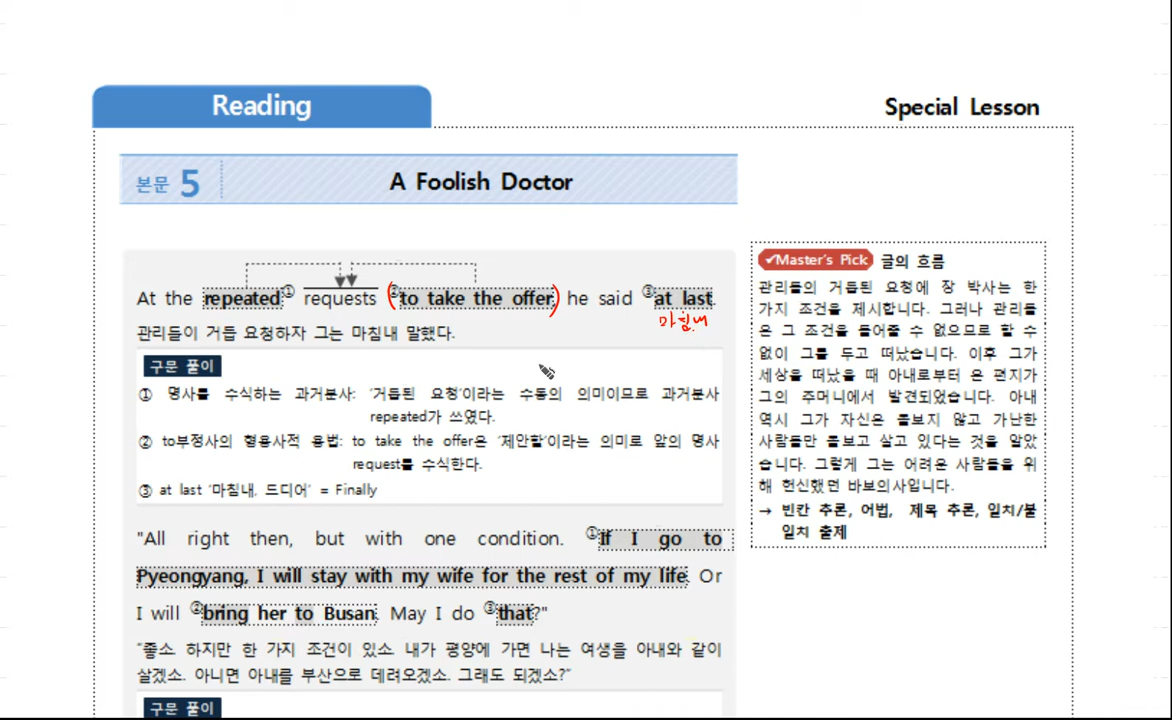 Reading
Special Lesson
본문 5 A Foolish Doctor
At the repeated① requests ②to take the offer, he said ③at last.
마침내
관리들이 거듭 요청하자 그는 마침내 말했다.
구문 풀이
① 명사를 수식하는 과거분사: '거듭된 요청'이라는 수동의 의미이므로 과거분사
repeated가 쓰였다.
② to부정사의 형용사적 용법: to take the offer은 '제안할'이라는 의미로 앞의 명사
request를 수식한다.
③ at last '마침내, 드디어' = Finally
"All right then, but with one condition. ①If I go to
Pyeongyang, I will stay with my wife for the rest of my life. Or
I will ②bring her to Busan. May I do ③that?"
"좋소. 하지만 한 가지 조건이 있소. 내가 평양에 가면 나는 여생을 아내와 같이
살겠소. 아니면 아내를 부산으로 데려오겠소. 그래도 되겠소?"
구문 풀이
✓Master's Pick 글의 흐름
관리들의 거듭된 요청에 장 박사는 한
가지 조건을 제시합니다. 그러나 관리들
은 그 조건을 들어줄 수 없으므로 할 수
없이 그를 두고 떠났습니다. 이후 그가
세상을 떠났을 때 아내로부터 온 편지가
그의 주머니에서 발견되었습니다. 아내
역시 그가 자신은 돌보지 않고 가난한
사람들만 돌보고 살고 있다는 것을 알았
습니다. 그렇게 그는 어려운 사람들을 위
해 헌신했던 바보의사입니다.
→ 빈칸 추론, 어법, 제목 추론, 일치/불
일치 출제